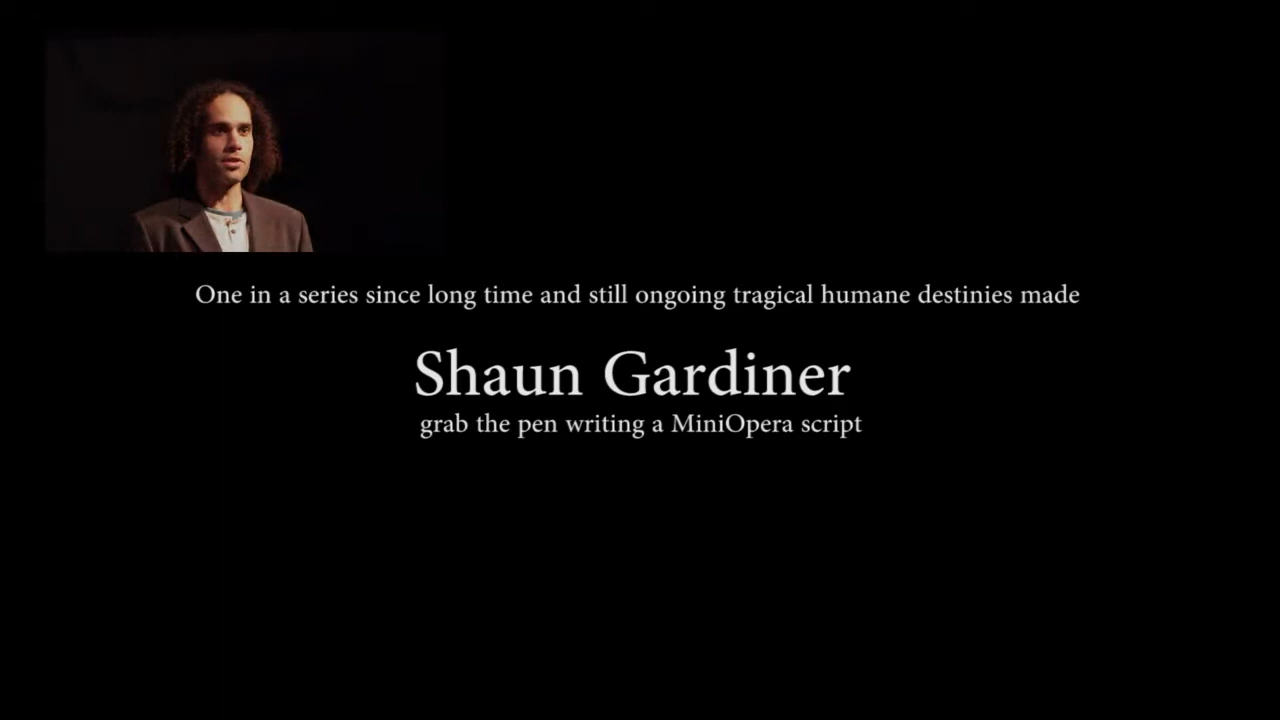 One in a series since long time and still ongoing tragical humane destinies made
Shaun Gardiner
grab the pen writing a MiniOpera script